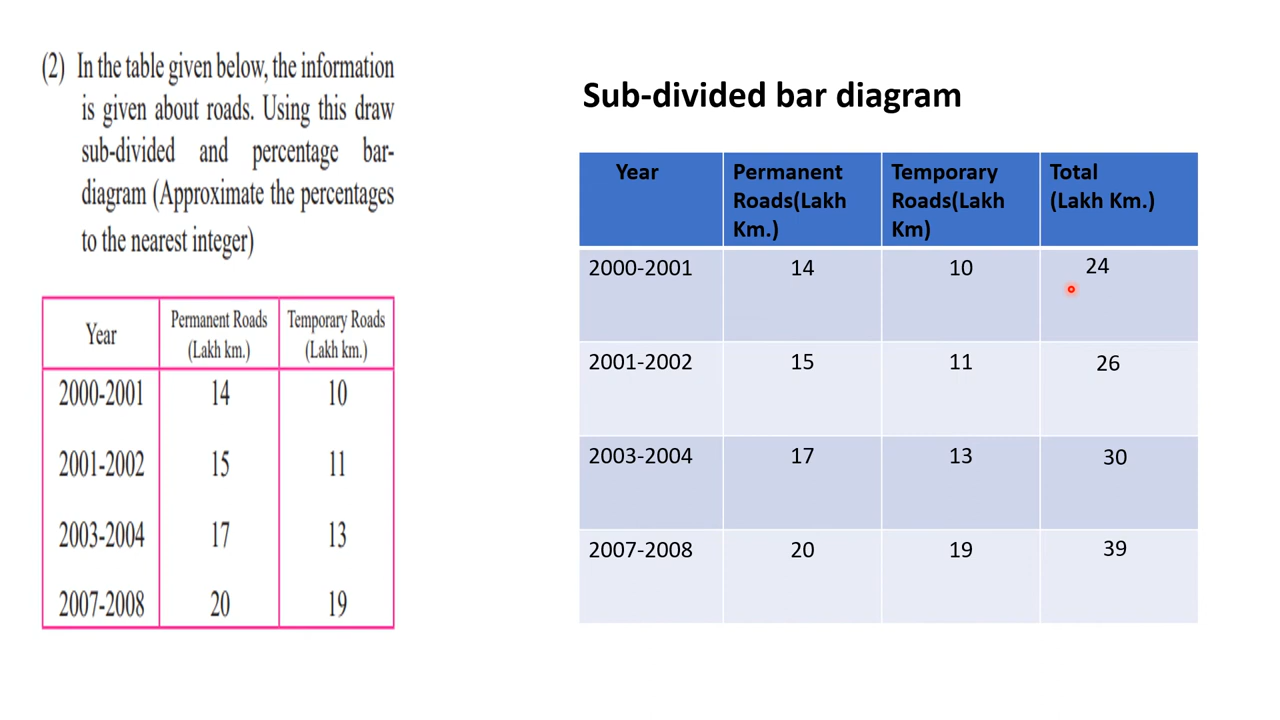 (2) In the table given below, the information
is given about roads. Using this draw
sub-divided and percentage bar-
diagram (Approximate the percentages
to the nearest integer)
Year Permanent Roads Temporary Roads
(Lakh km.) (Lakh km.)
2000-2001 14 10
2001-2002 15 11
2003-2004 17 13
2007-2008 20 19
Sub-divided bar diagram
Year Permanent Temporary Total
Roads(Lakh Roads(Lakh (Lakh Km.)
Km.) Km)
2000-2001 14 10 24
2001-2002 15 11 26
2003-2004 17 13 30
2007-2008 20 19 39